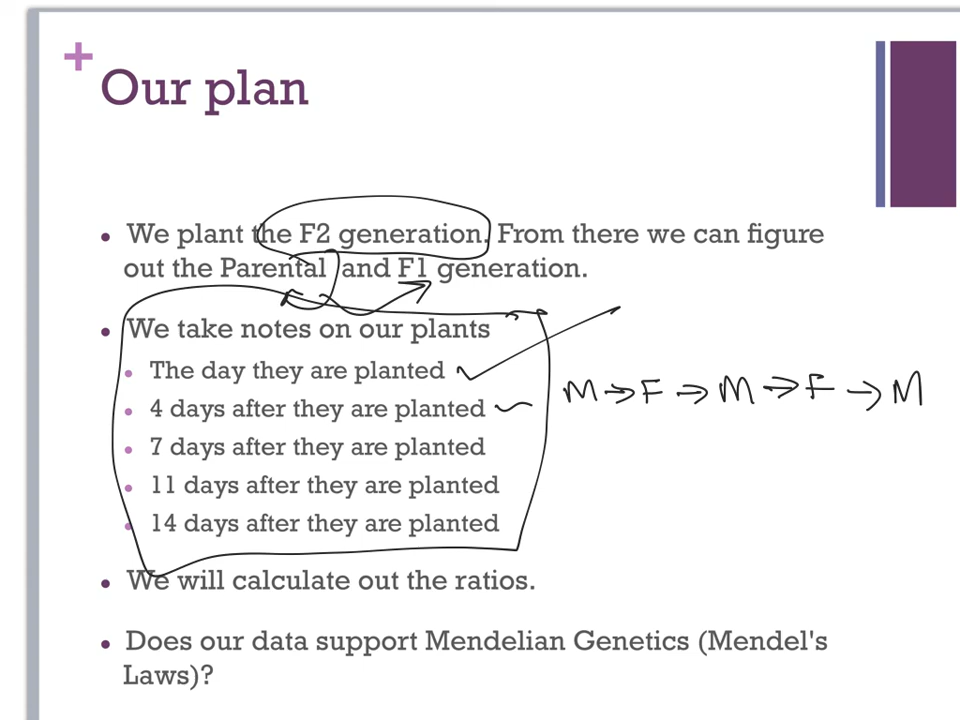 +
Our plan
• We plant the F2 generation. From there we can figure
out the Parental and F1 generation.
• We take notes on our plants
• The day they are planted
• 4 days after they are planted
M → F → M → F → M
• 7 days after they are planted
• 11 days after they are planted
• 14 days after they are planted
• We will calculate out the ratios.
• Does our data support Mendelian Genetics (Mendel's
Laws)?